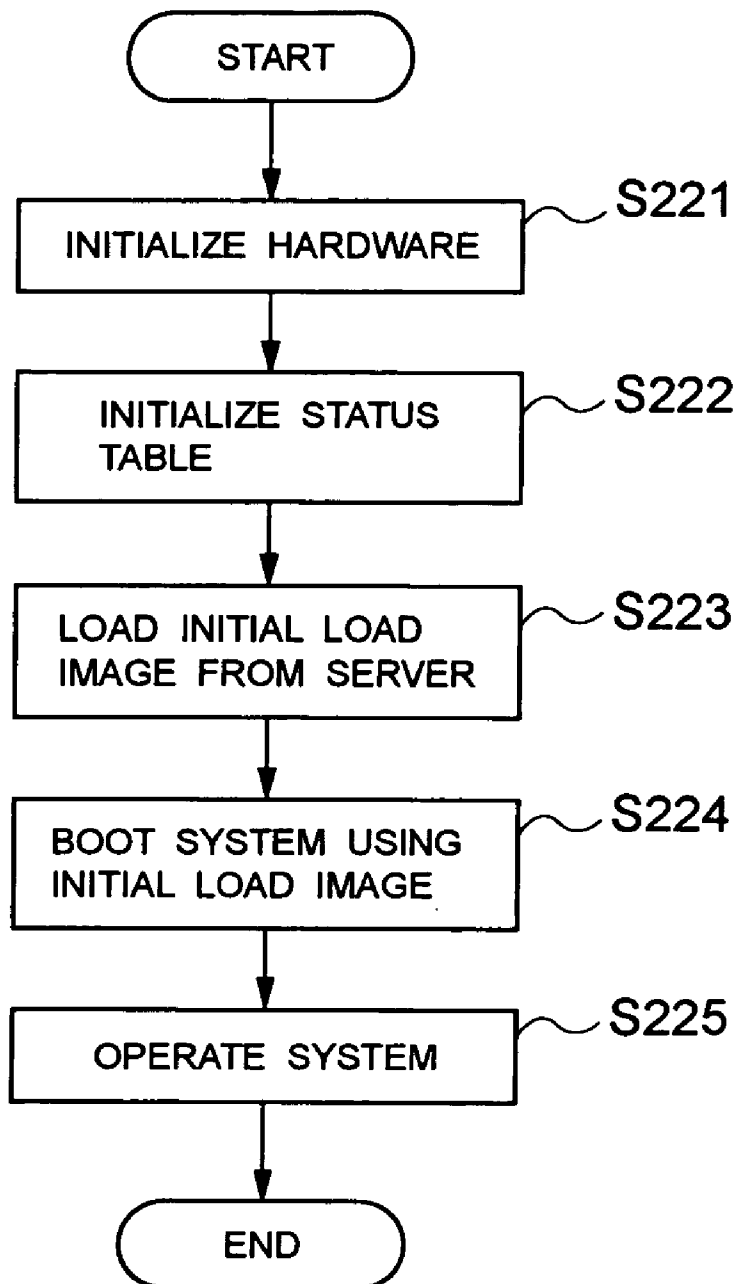 START
INITIALIZE HARDWARE
S221
INITIALIZE STATUS
TABLE
S222
LOAD INITIAL LOAD
IMAGE FROM SERVER
S223
BOOT SYSTEM USING
INITIAL LOAD IMAGE
S224
OPERATE SYSTEM
S225
END